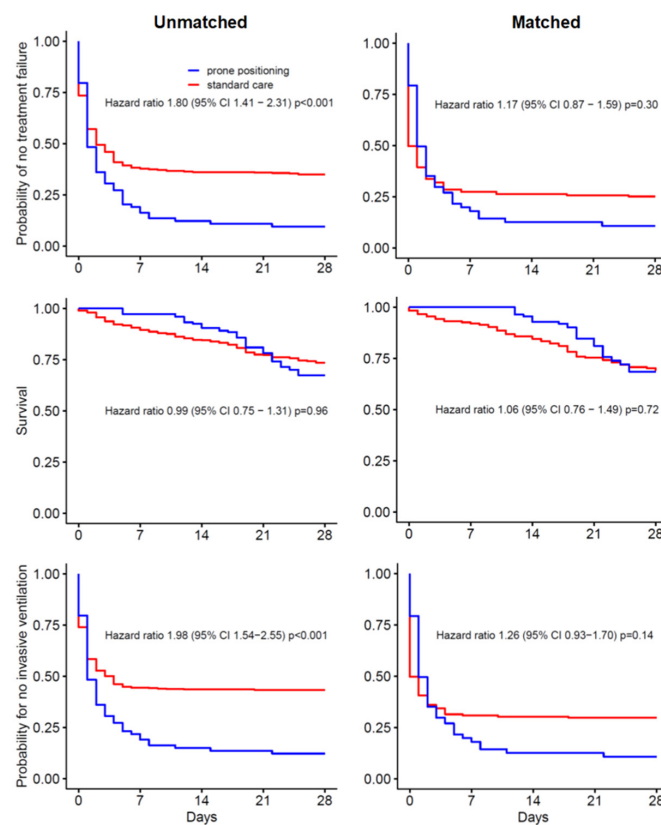 Unmatched
Matched
Probability of no treatment failure
1.00
0.75
0.50
0.25
0.00
prone positioning
standard care
Hazard ratio 1.80 (95% CI 1.41 − 2.31) p<0.001
0 7 14 21 28
1.00
0.75
0.50
0.25
0.00
Hazard ratio 1.17 (95% CI 0.87 − 1.59) p=0.30
0 7 14 21 28
Survival
1.00
0.75
0.50
0.25
0.00
Hazard ratio 0.99 (95% CI 0.75 − 1.31) p=0.96
0 7 14 21 28
1.00
0.75
0.50
0.25
0.00
Hazard ratio 1.06 (95% CI 0.76 − 1.49) p=0.72
0 7 14 21 28
Probability for no invasive ventilation
1.00
0.75
0.50
0.25
0.00
Hazard ratio 1.98 (95% CI 1.54−2.55) p<0.001
0 7 14 21 28
Days
1.00
0.75
0.50
0.25
0.00
Hazard ratio 1.26 (95% CI 0.93−1.70) p=0.14
0 7 14 21 28
Days